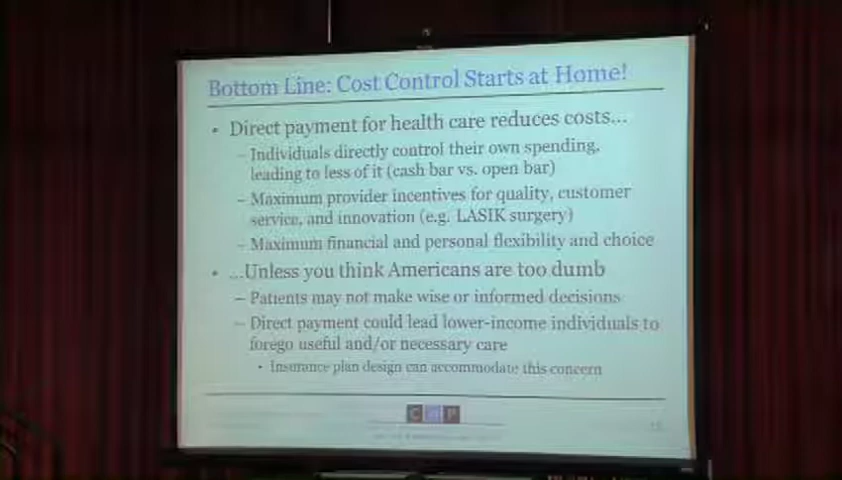 Bottom Line: Cost Control Starts at Home!
• Direct payment for health care reduces costs...
– Individuals directly control their own spending,
leading to less of it (cash bar vs. open bar)
– Maximum provider incentives for quality, customer
service, and innovation (e.g. LASIK surgery)
– Maximum financial and personal flexibility and choice
• ...Unless you think Americans are too dumb
– Patients may not make wise or informed decisions
– Direct payment could lead lower-income individuals to
forego useful and/or necessary care
• Insurance plan design can accommodate this concern